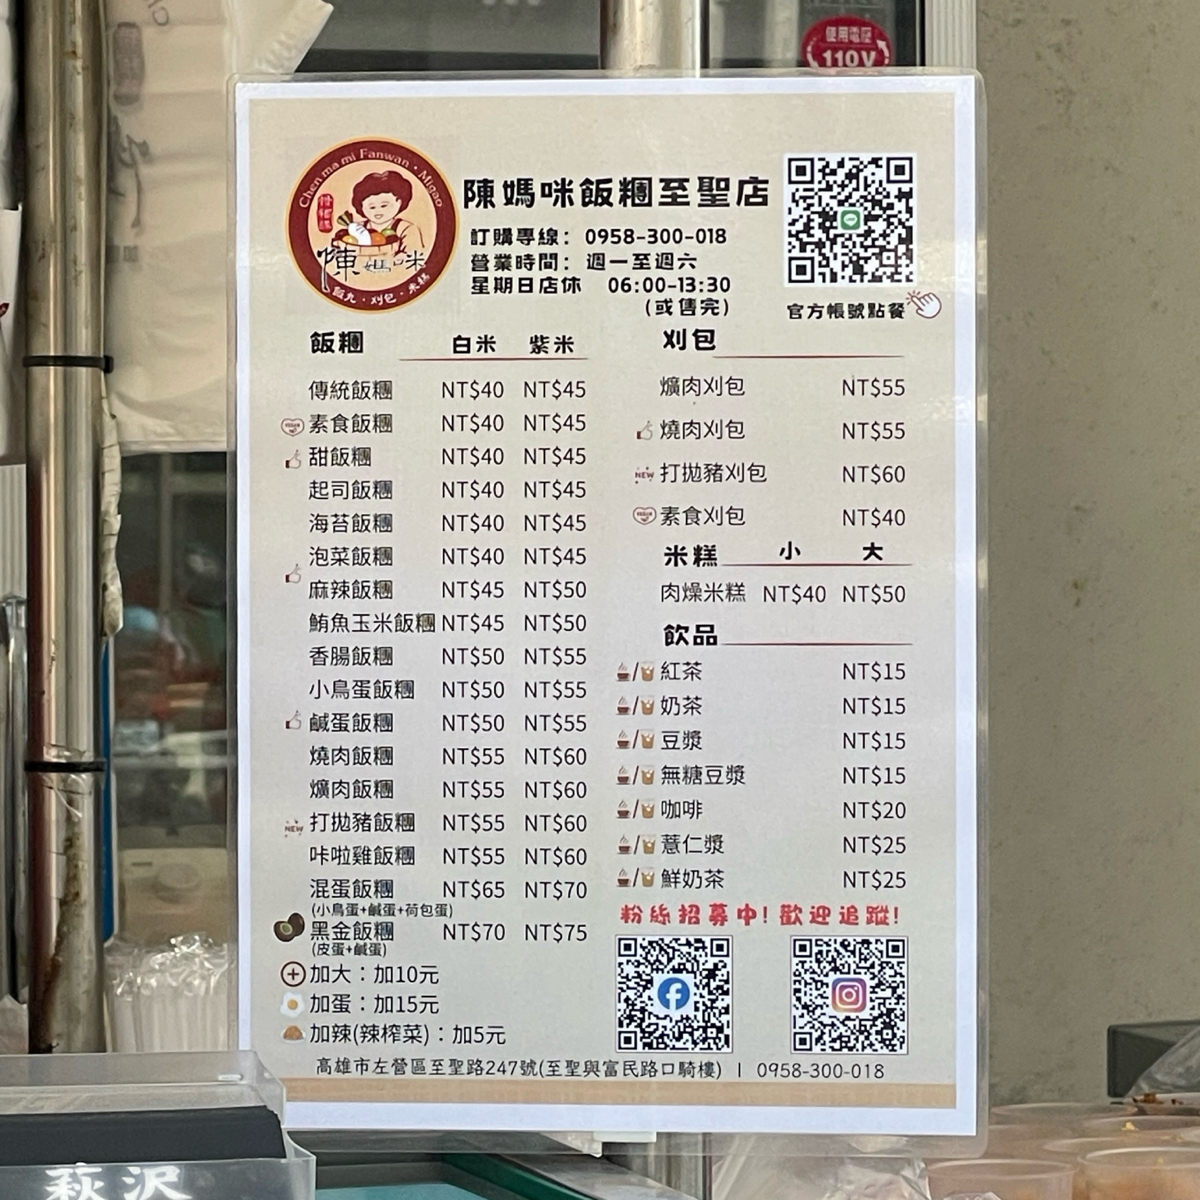 使用電壓
110V
Chen ma mi Fanwan · Migao
陳媽咪
飯丸·刈包·米糕
陳媽咪飯糰至聖店
訂購專線: 0958-300-018
營業時間: 週一至週六
星期日店休 06:00-13:30
(或售完)
官方帳號點餐
飯糰 白米 紫米
傳統飯糰 NT$40 NT$45
VEGAN 素食飯糰 NT$40 NT$45
甜飯糰 NT$40 NT$45
起司飯糰 NT$40 NT$45
海苔飯糰 NT$40 NT$45
泡菜飯糰 NT$40 NT$45
麻辣飯糰 NT$45 NT$50
鮪魚玉米飯糰 NT$45 NT$50
香腸飯糰 NT$50 NT$55
小鳥蛋飯糰 NT$50 NT$55
鹹蛋飯糰 NT$50 NT$55
燒肉飯糰 NT$55 NT$60
爌肉飯糰 NT$55 NT$60
NEW 打拋豬飯糰 NT$55 NT$60
咔啦雞飯糰 NT$55 NT$60
混蛋飯糰 NT$65 NT$70
(小鳥蛋+鹹蛋+荷包蛋)
黑金飯糰 NT$70 NT$75
(皮蛋+鹹蛋)
加大：加10元
加蛋：加15元
加辣(辣榨菜)：加5元
刈包
爌肉刈包 NT$55
燒肉刈包 NT$55
NEW 打拋豬刈包 NT$60
VEGAN 素食刈包 NT$40
米糕 小 大
肉燥米糕 NT$40 NT$50
飲品
/ 紅茶 NT$15
/ 奶茶 NT$15
/ 豆漿 NT$15
/ 無糖豆漿 NT$15
/ 咖啡 NT$20
/ 薏仁漿 NT$25
/ 鮮奶茶 NT$25
粉絲招募中! 歡迎追蹤!
高雄市左營區至聖路247號(至聖與富民路口騎樓) | 0958-300-018
萩沢